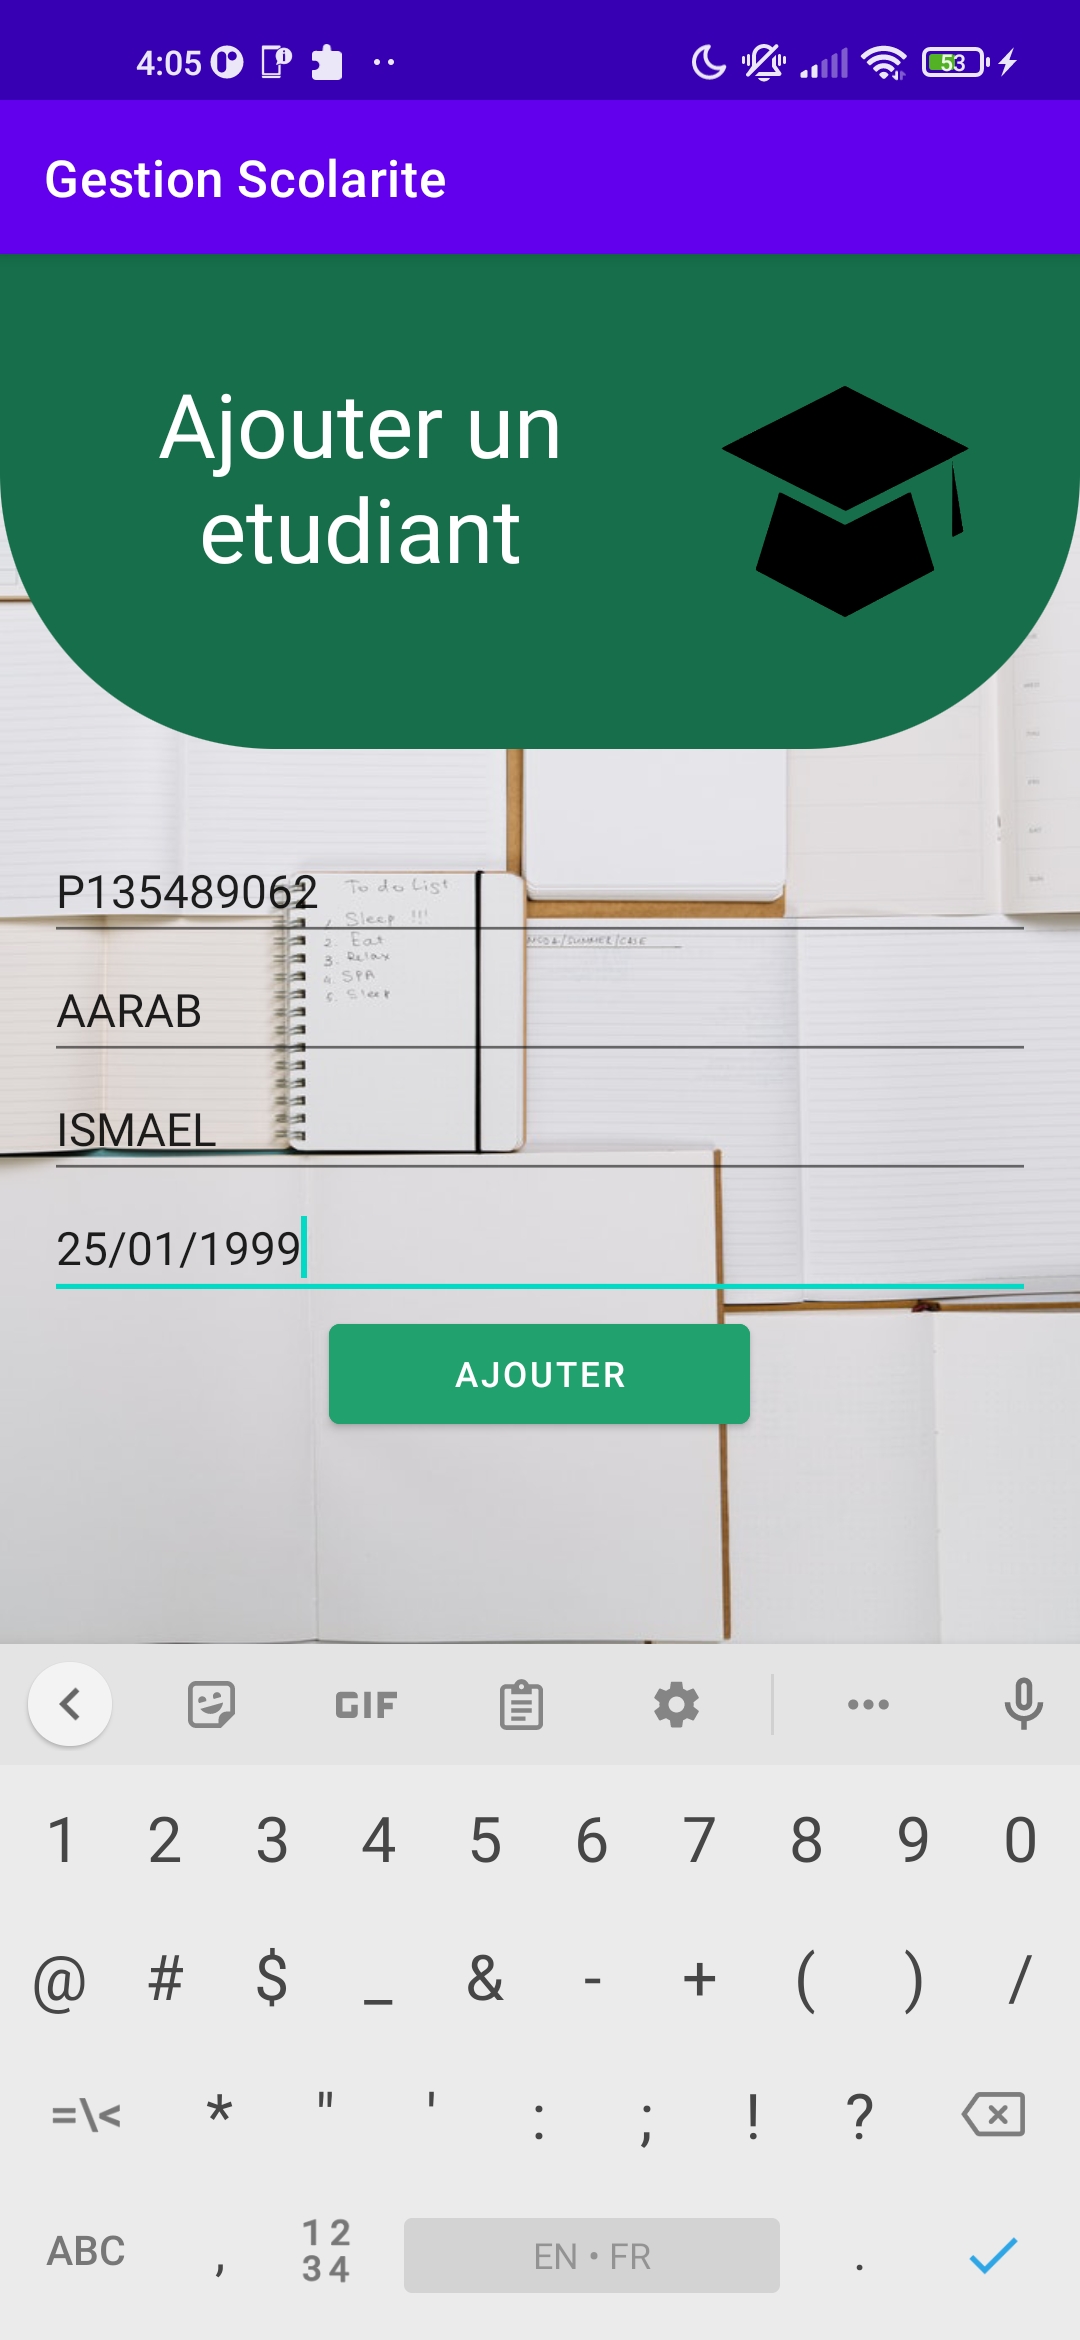 4:05 53
Gestion Scolarite
Ajouter un
etudiant
P135489062
To do List
1. Sleep !!!
2. Eat
3. Relax
4. SPA
5. Sleep
AARAB
ISMAEL
25/01/1999
AJOUTER
GIF
1 2 3 4 5 6 7 8 9 0
@ # $ _ & - + ( ) /
=\< * " ' : ; ! ?
ABC , 12 34 EN • FR .